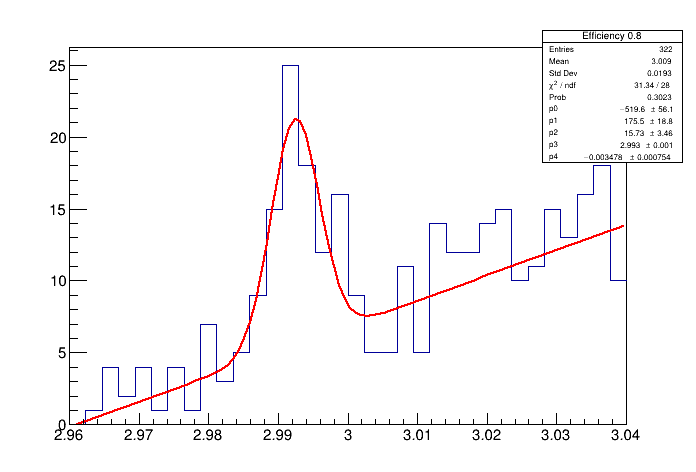 Efficiency 0.8
Entries 322
Mean 3.009
Std Dev 0.0193
χ² / ndf 31.34 / 28
Prob 0.3023
p0 −519.6 ± 56.1
p1 175.5 ± 18.8
p2 15.73 ± 3.46
p3 2.993 ± 0.001
p4 −0.003478 ± 0.000754
25
20
15
10
5
0
2.96 2.97 2.98 2.99 3 3.01 3.02 3.03 3.04